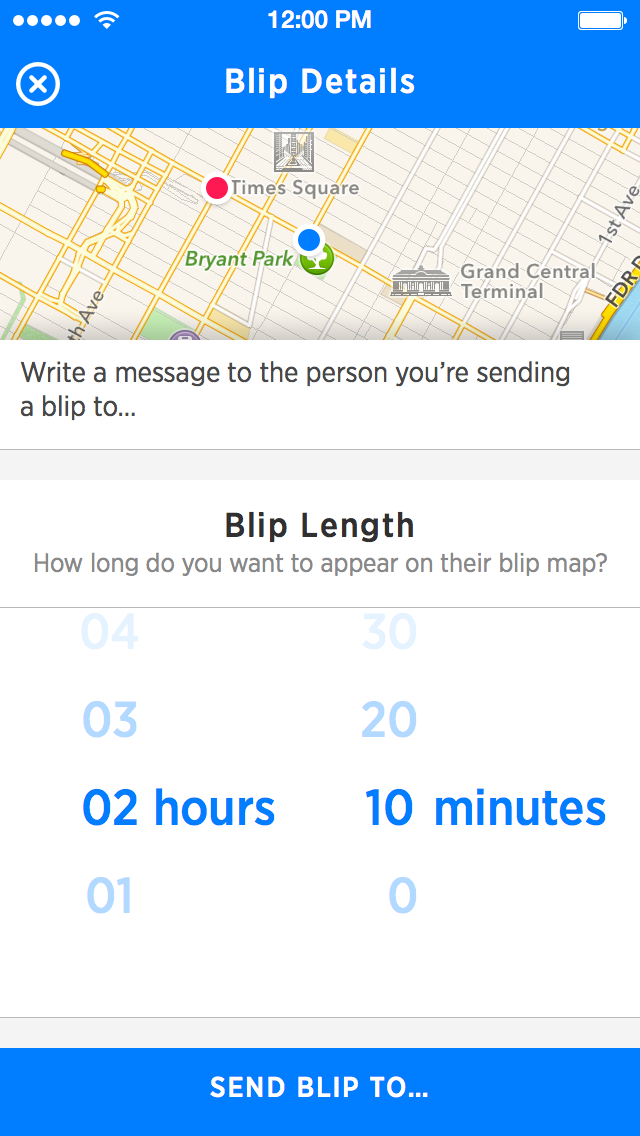 12:00 PM
Blip Details
Times Square
Bryant Park
Grand Central
Terminal
1st Ave
FDR D
th Ave
Write a message to the person you’re sending
a blip to...
Blip Length
How long do you want to appear on their blip map?
04 30
03 20
02 hours 10 minutes
01 0
SEND BLIP TO...